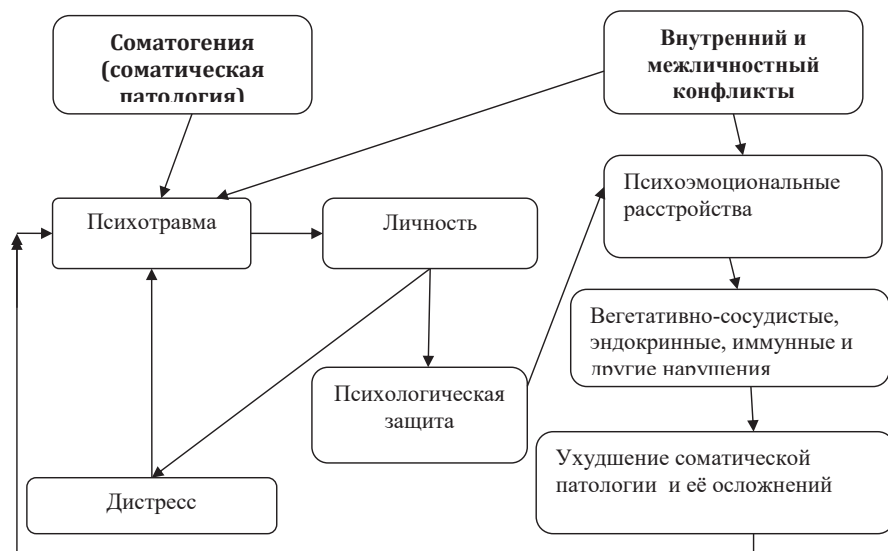 Соматогения
(соматическая
патология)
Внутренний и
межличностный
конфликты
Психотравма
Личность
Психоэмоциональные
расстройства
Вегетативно-сосудистые,
эндокринные, иммунные и
другие нарушения
Психологическая
защита
Ухудшение соматической
патологии и её осложнений
Дистресс